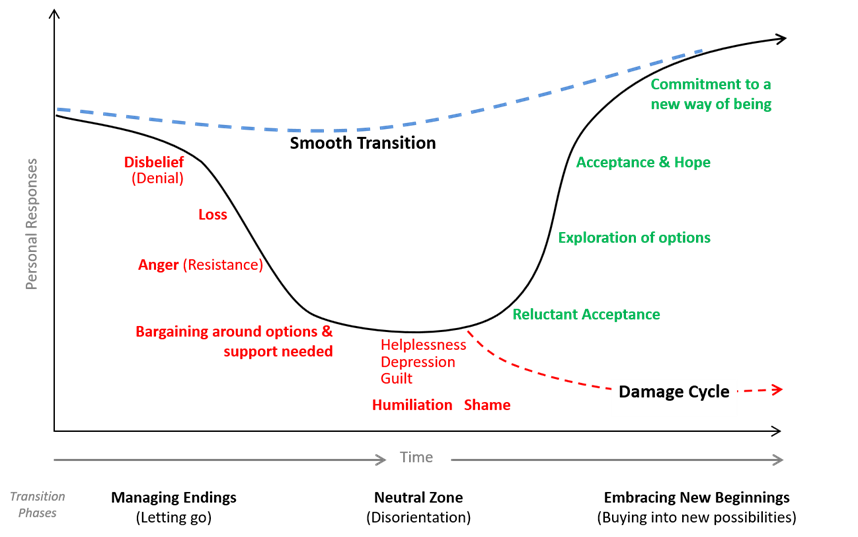 Commitment to a
new way of being
Smooth Transition
Disbelief
(Denial)
Acceptance & Hope
Loss
Exploration of options
Anger (Resistance)
Personal Responses
Reluctant Acceptance
Bargaining around options &
support needed
Helplessness
Depression
Guilt
Humiliation Shame
Damage Cycle
Time
Transition
Phases
Managing Endings
(Letting go)
Neutral Zone
(Disorientation)
Embracing New Beginnings
(Buying into new possibilities)